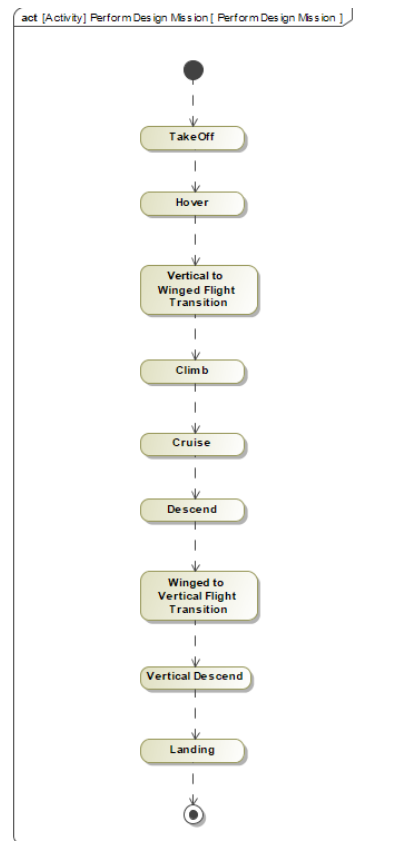 act [Activity] Perform Design Mission [ Perform Design Mission ]
TakeOff
Hover
Vertical to
Winged Flight
Transition
Climb
Cruise
Descend
Winged to
Vertical Flight
Transition
Vertical Descend
Landing